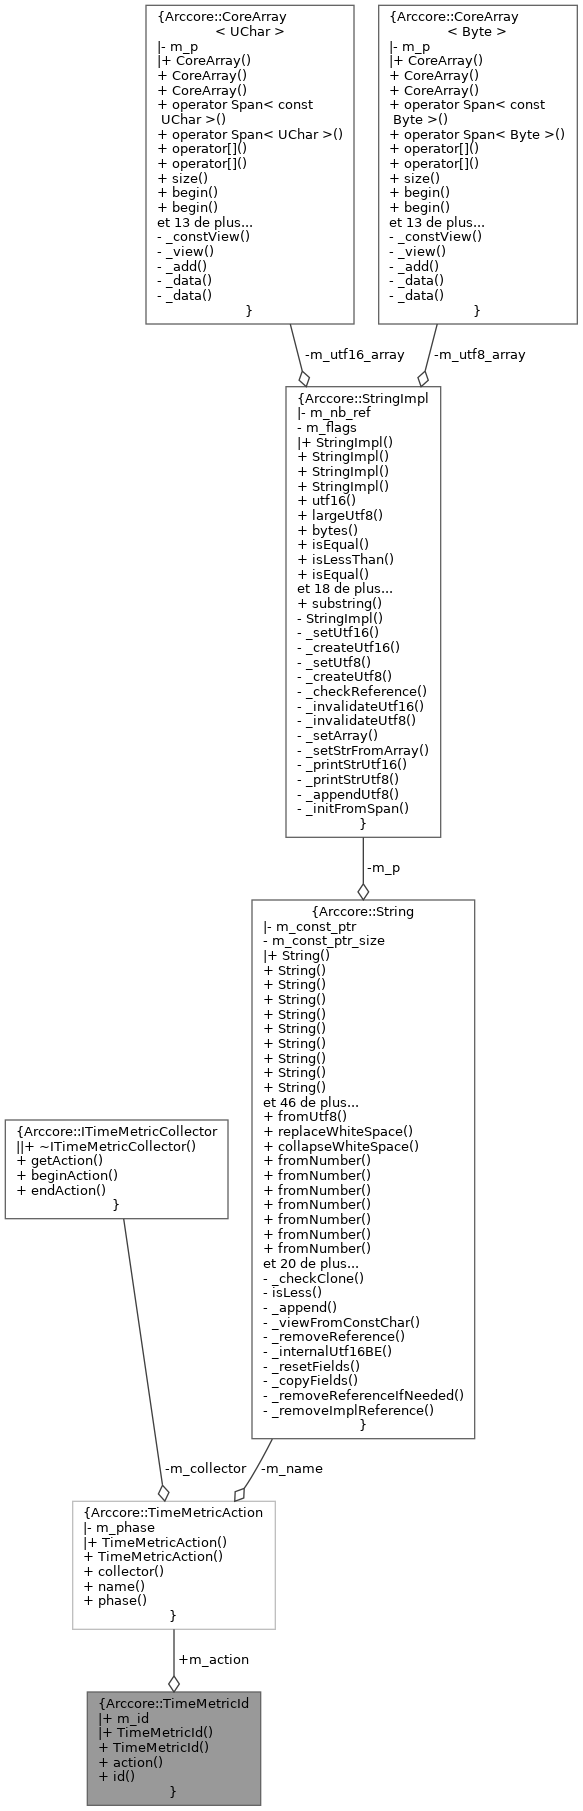 {Arccore::CoreArray
< UChar >
|- m_p
|+ CoreArray()
+ CoreArray()
+ CoreArray()
+ operator Span< const
UChar >()
+ operator Span< UChar >()
+ operator[]()
+ operator[]()
+ size()
+ begin()
+ begin()
et 13 de plus...
- _constView()
- _view()
- _add()
- _data()
- _data()
}
{Arccore::CoreArray
< Byte >
|- m_p
|+ CoreArray()
+ CoreArray()
+ CoreArray()
+ operator Span< const
Byte >()
+ operator Span< Byte >()
+ operator[]()
+ operator[]()
+ size()
+ begin()
+ begin()
et 13 de plus...
- _constView()
- _view()
- _add()
- _data()
- _data()
}
-m_utf16_array
-m_utf8_array
{Arccore::StringImpl
|- m_nb_ref
- m_flags
|+ StringImpl()
+ StringImpl()
+ StringImpl()
+ StringImpl()
+ utf16()
+ largeUtf8()
+ bytes()
+ isEqual()
+ isLessThan()
+ isEqual()
et 18 de plus...
+ substring()
- StringImpl()
- _setUtf16()
- _createUtf16()
- _setUtf8()
- _createUtf8()
- _checkReference()
- _invalidateUtf16()
- _invalidateUtf8()
- _setArray()
- _setStrFromArray()
- _printStrUtf16()
- _printStrUtf8()
- _appendUtf8()
- _initFromSpan()
}
-m_p
{Arccore::String
|- m_const_ptr
- m_const_ptr_size
|+ String()
+ String()
+ String()
+ String()
+ String()
+ String()
+ String()
+ String()
+ String()
+ String()
et 46 de plus...
+ fromUtf8()
+ replaceWhiteSpace()
+ collapseWhiteSpace()
+ fromNumber()
+ fromNumber()
+ fromNumber()
+ fromNumber()
+ fromNumber()
+ fromNumber()
+ fromNumber()
et 20 de plus...
- _checkClone()
- isLess()
- _append()
- _viewFromConstChar()
- _removeReference()
- _internalUtf16BE()
- _resetFields()
- _copyFields()
- _removeReferenceIfNeeded()
- _removeImplReference()
}
{Arccore::ITimeMetricCollector
||+ ~ITimeMetricCollector()
+ getAction()
+ beginAction()
+ endAction()
}
-m_collector
-m_name
{Arccore::TimeMetricAction
|- m_phase
|+ TimeMetricAction()
+ TimeMetricAction()
+ collector()
+ name()
+ phase()
}
+m_action
{Arccore::TimeMetricId
|+ m_id
|+ TimeMetricId()
+ TimeMetricId()
+ action()
+ id()
}